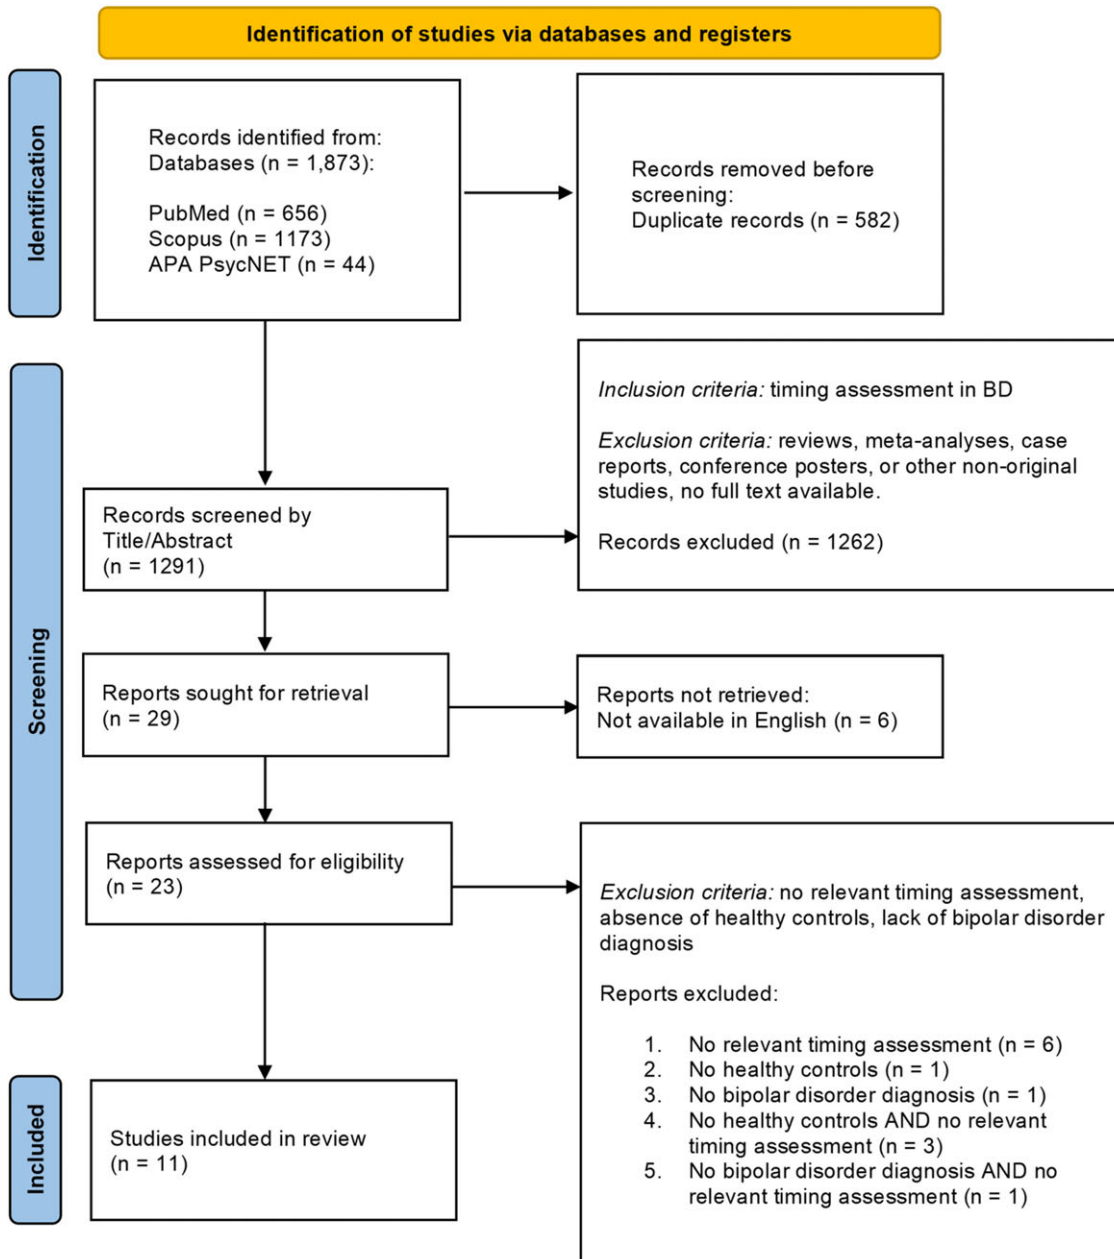 Identification of studies via databases and registers
Identification
Records identified from:
Databases (n = 1,873):
PubMed (n = 656)
Scopus (n = 1173)
APA PsycNET (n = 44)
Records removed before
screening:
Duplicate records (n = 582)
Screening
Records screened by
Title/Abstract
(n = 1291)
Inclusion criteria: timing assessment in BD
Exclusion criteria: reviews, meta-analyses, case
reports, conference posters, or other non-original
studies, no full text available.
Records excluded (n = 1262)
Reports sought for retrieval
(n = 29)
Reports not retrieved:
Not available in English (n = 6)
Reports assessed for eligibility
(n = 23)
Exclusion criteria: no relevant timing assessment,
absence of healthy controls, lack of bipolar disorder
diagnosis
Reports excluded:
1. No relevant timing assessment (n = 6)
2. No healthy controls (n = 1)
3. No bipolar disorder diagnosis (n = 1)
4. No healthy controls AND no relevant
timing assessment (n = 3)
5. No bipolar disorder diagnosis AND no
relevant timing assessment (n = 1)
Included
Studies included in review
(n = 11)